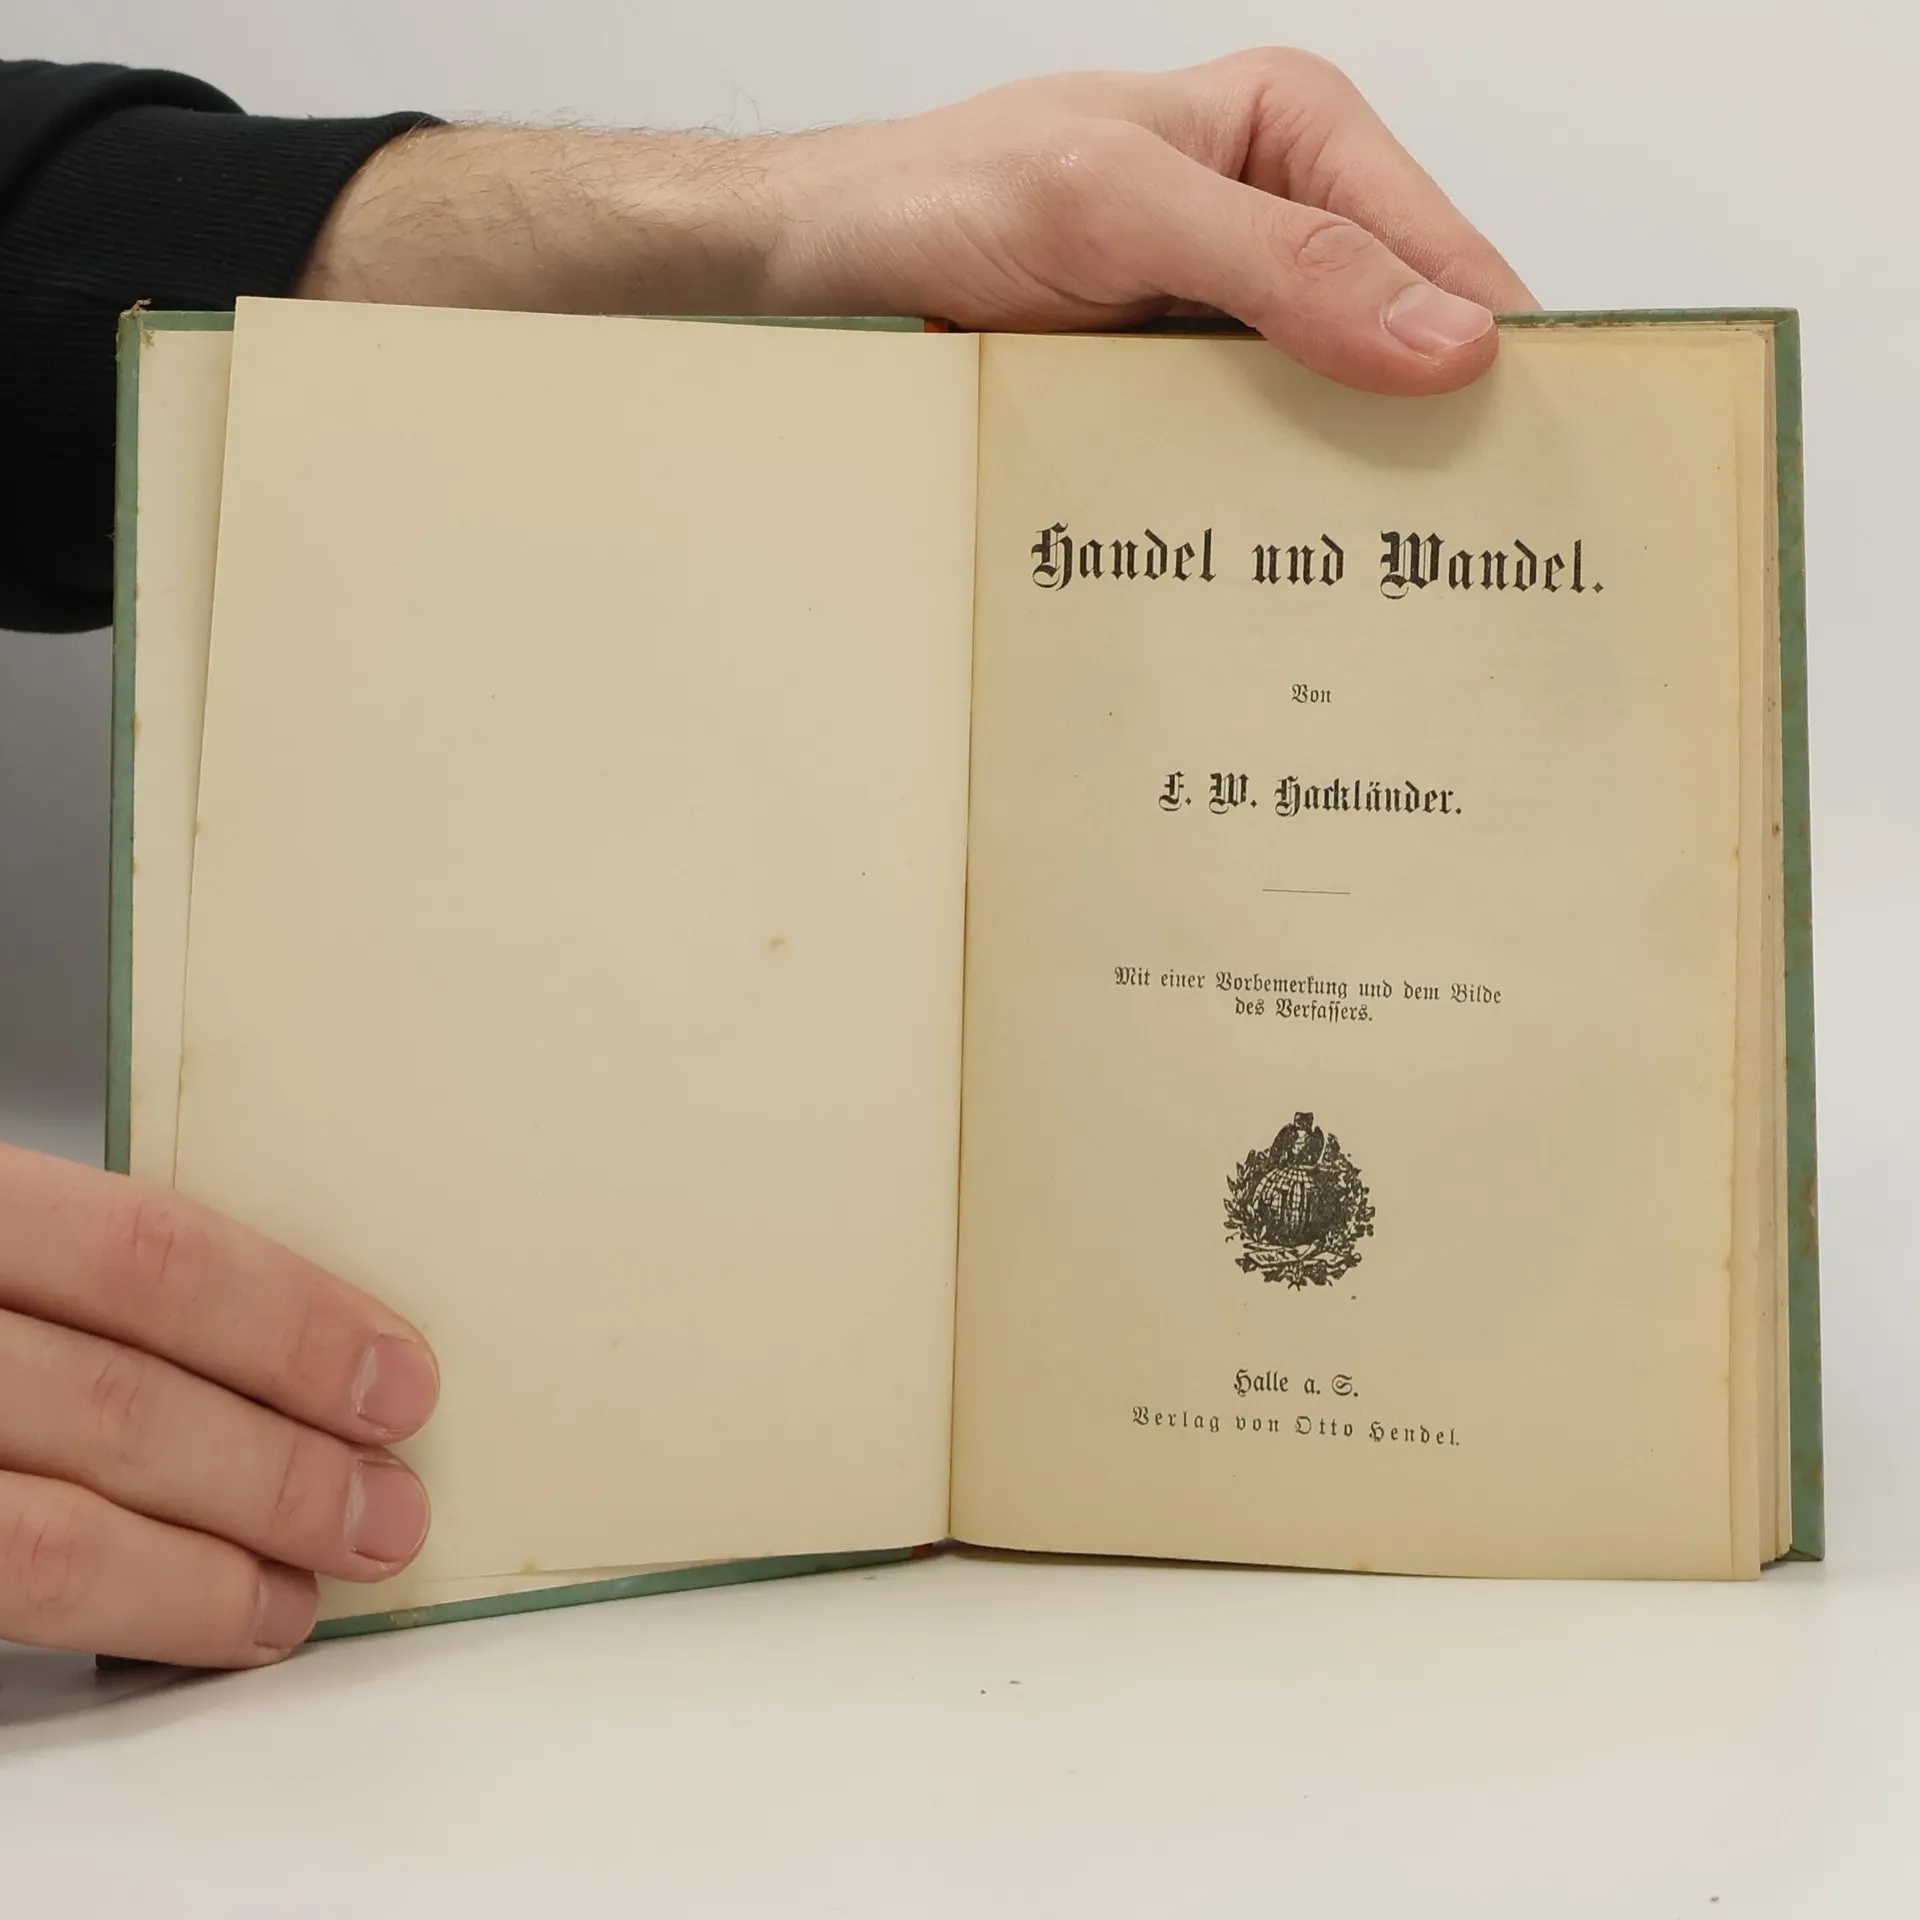 Handel und Wandel.
Von
F. W. Hackländer.
Mit einer Vorbemerkung und dem Bilde
des Verfassers.
Halle a. S.
Verlag von Otto Hendel.